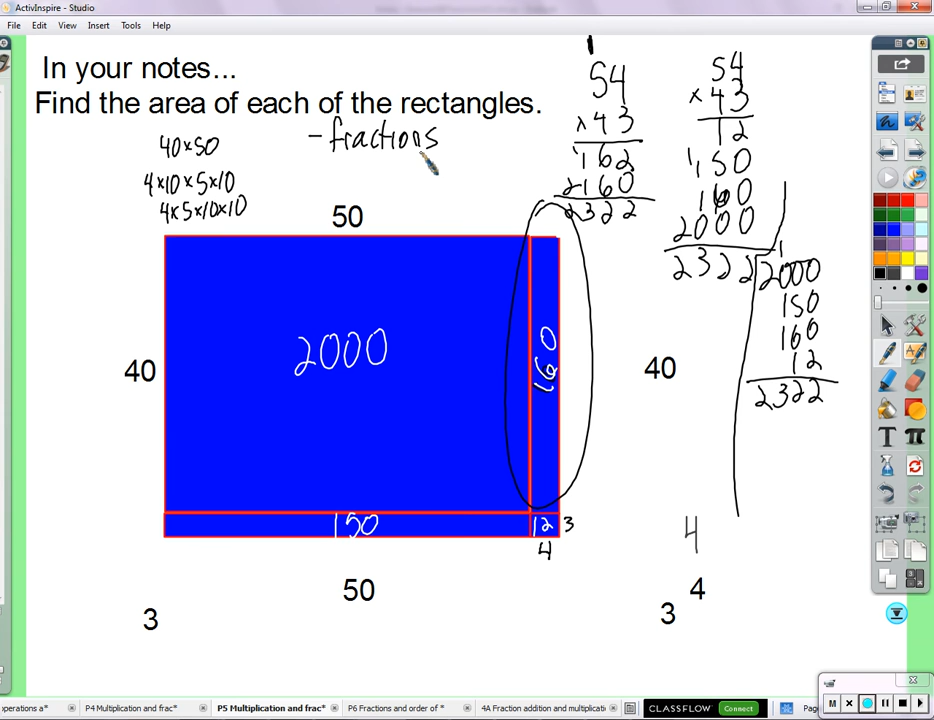 ActivInspire - Studio
File Edit View Insert Tools Help
In your notes...
Find the area of each of the rectangles.
- fractions
40×50
4×10×5×10
4×5×10×10
50
40
2000
160
150
12
3
4
50
3
1
54
×43
162
2160
2322
54
×43
12
1
150
160
2000
2322
1
2000
150
160
12
2322
40
4
4
3
operations a*
P4 Multiplication and frac*
P5 Multiplication and frac*
P6 Fractions and order of *
4A Fraction addition and multiplicati
CLASSFLOW
Connect
Pag
M